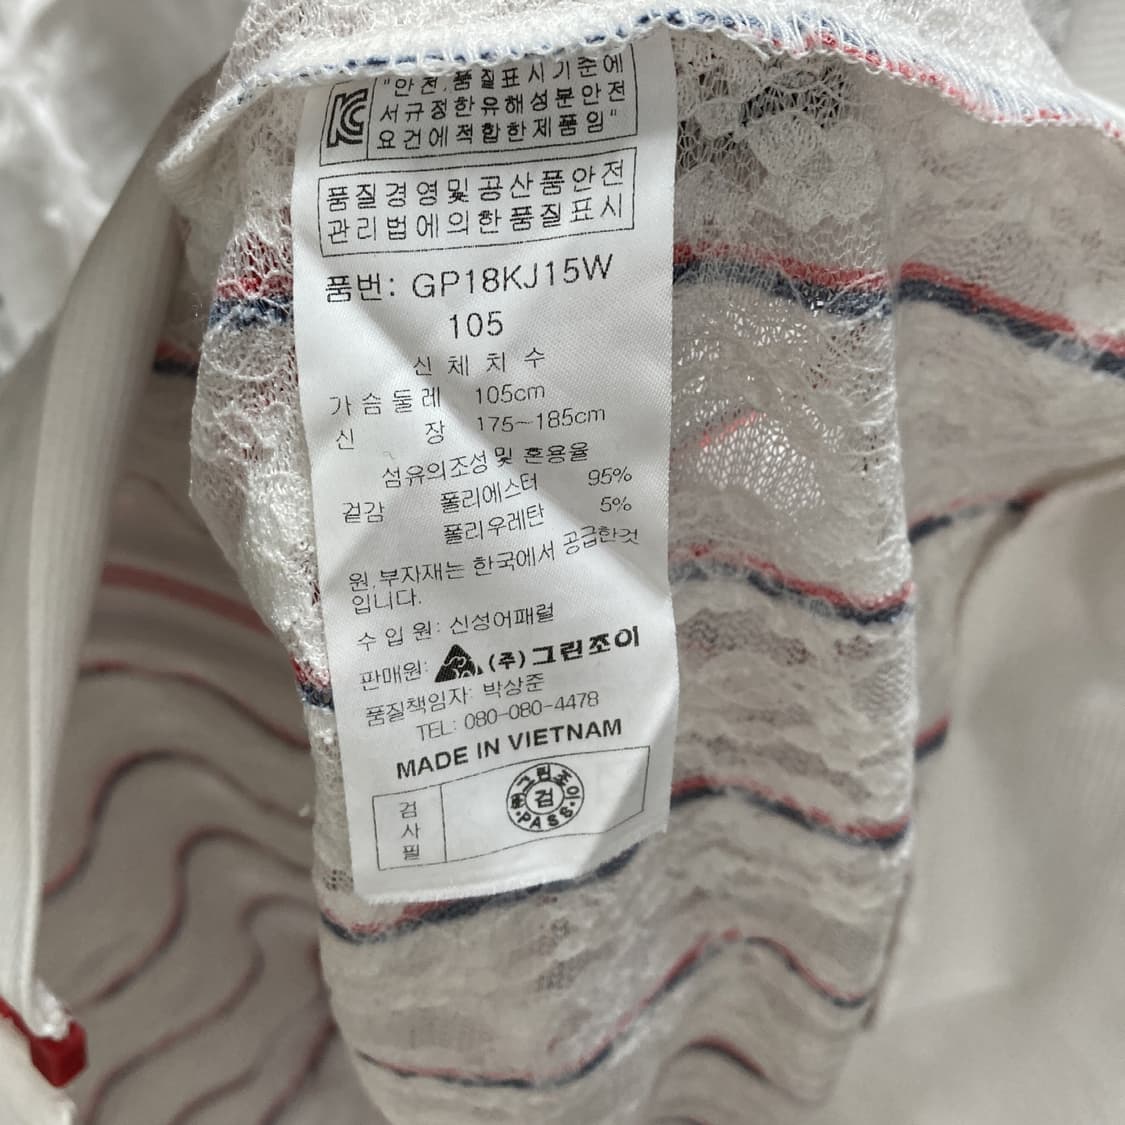 "안전.품질표시기준에
서규정한유해성분안전
요건에적합한제품임"
품질경영및공산품안전
관리법에의한품질표시
품번: GP18KJ15W
105
신 체 치 수
가슴둘레 105cm
신 장 175~185cm
섬유의조성및 혼용율
겉감 폴리에스터 95%
폴리우레탄 5%
원,부자재는 한국에서 공급한것
입니다.
수 입 원: 신성어패럴
판매원: (주)그린조이
품질책임자: 박상준
TEL: 080-080-4478
MADE IN VIETNAM
검사필
㈜그린조이
검
PASS